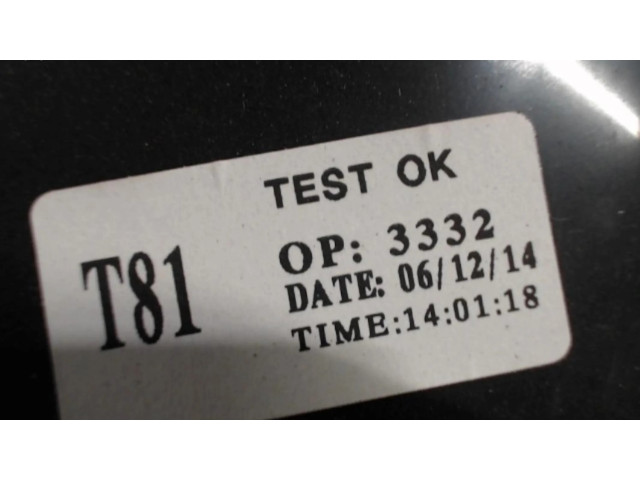 TEST OK
T81
OP: 3332
DATE: 06/12/14
TIME:14:01:18